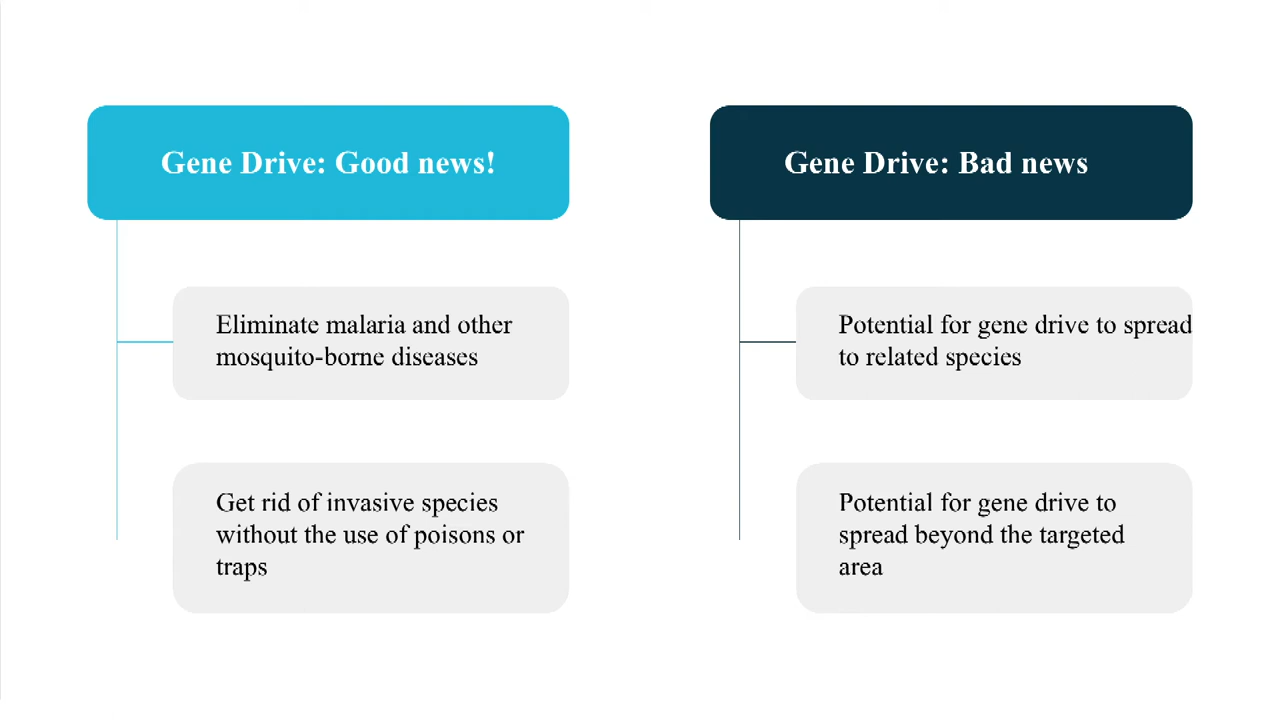 Gene Drive: Good news!
Eliminate malaria and other
mosquito-borne diseases
Get rid of invasive species
without the use of poisons or
traps
Gene Drive: Bad news
Potential for gene drive to spread
to related species
Potential for gene drive to
spread beyond the targeted
area